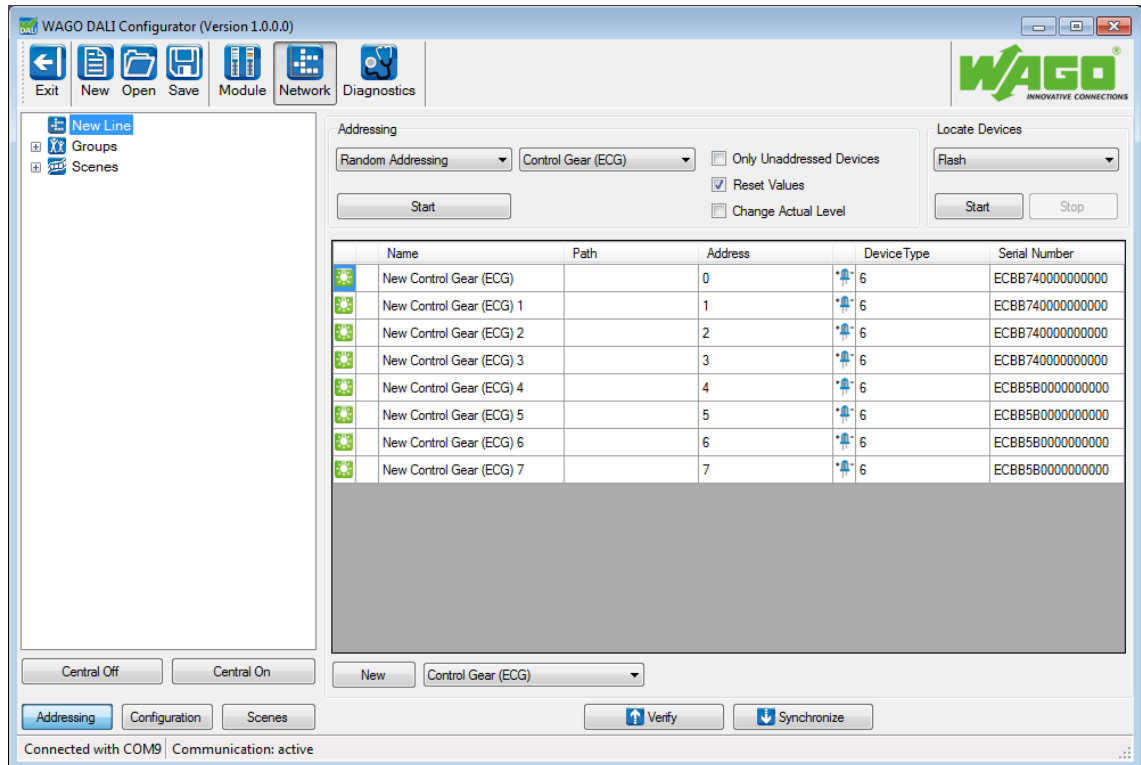 WAGO DALI Configurator (Version 1.0.0.0)
Exit New Open Save Module Network Diagnostics
WAGO®
INNOVATIVE CONNECTIONS
New Line
Groups
Scenes
Addressing
Random Addressing Control Gear (ECG) Only Unaddressed Devices
Reset Values
Start Change Actual Level
Locate Devices
Flash
Start Stop
Name Path Address DeviceType Serial Number
New Control Gear (ECG) 0 6 ECBB740000000000
New Control Gear (ECG) 1 1 6 ECBB740000000000
New Control Gear (ECG) 2 2 6 ECBB740000000000
New Control Gear (ECG) 3 3 6 ECBB740000000000
New Control Gear (ECG) 4 4 6 ECBB5B0000000000
New Control Gear (ECG) 5 5 6 ECBB5B0000000000
New Control Gear (ECG) 6 6 6 ECBB5B0000000000
New Control Gear (ECG) 7 7 6 ECBB5B0000000000
Central Off Central On
New Control Gear (ECG)
Addressing Configuration Scenes
Verify Synchronize
Connected with COM9 Communication: active